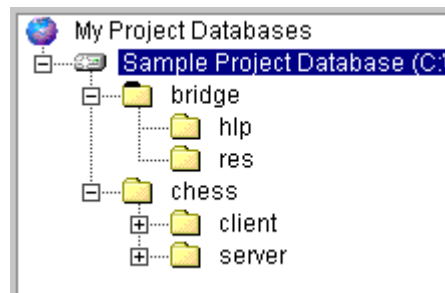 My Project Databases
Sample Project Database (C:\
bridge
hlp
res
chess
client
server